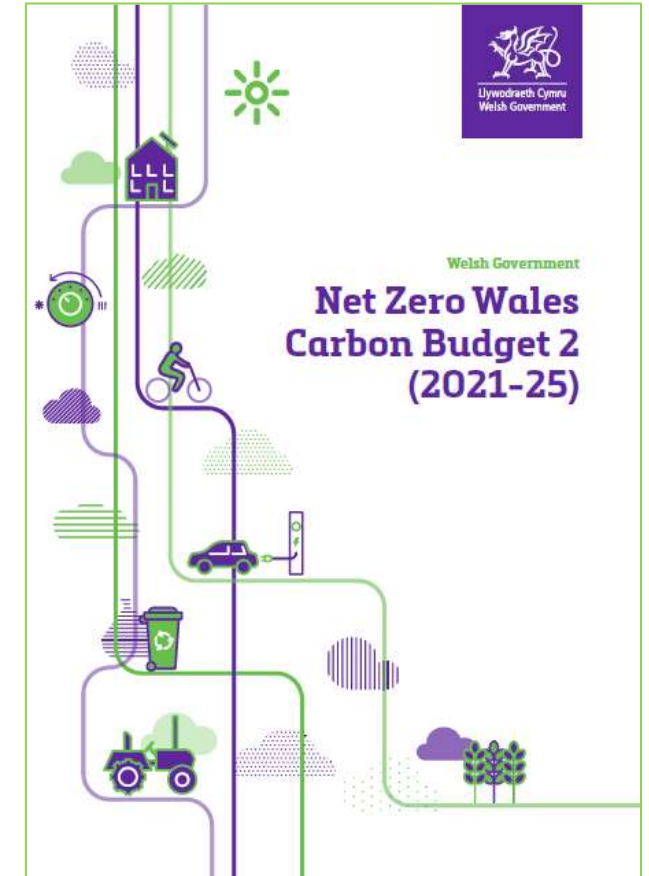 Llywodraeth Cymru
Welsh Government
Welsh Government
Net Zero Wales
Carbon Budget 2
(2021-25)